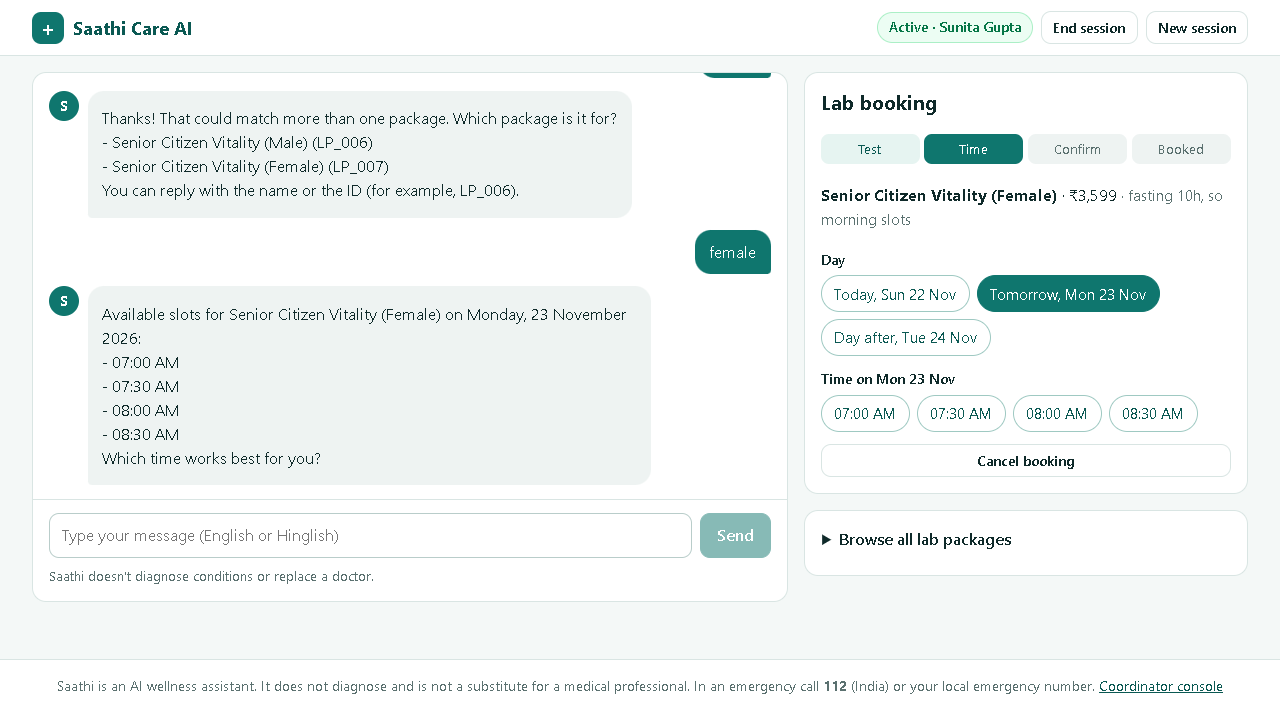 + Saathi Care AI
Active · Sunita Gupta
End session
New session
S
Thanks! That could match more than one package. Which package is it for?
- Senior Citizen Vitality (Male) (LP_006)
- Senior Citizen Vitality (Female) (LP_007)
You can reply with the name or the ID (for example, LP_006).
female
S
Available slots for Senior Citizen Vitality (Female) on Monday, 23 November
2026:
- 07:00 AM
- 07:30 AM
- 08:00 AM
- 08:30 AM
Which time works best for you?
Type your message (English or Hinglish)
Send
Saathi doesn't diagnose conditions or replace a doctor.
Lab booking
Test
Time
Confirm
Booked
Senior Citizen Vitality (Female) · ₹3,599 · fasting 10h, so
morning slots
Day
Today, Sun 22 Nov
Tomorrow, Mon 23 Nov
Day after, Tue 24 Nov
Time on Mon 23 Nov
07:00 AM
07:30 AM
08:00 AM
08:30 AM
Cancel booking
▶ Browse all lab packages
Saathi is an AI wellness assistant. It does not diagnose and is not a substitute for a medical professional. In an emergency call 112 (India) or your local emergency number. Coordinator console